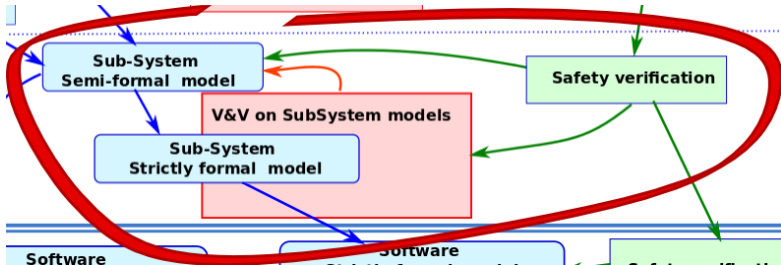 Sub-System
Semi-formal model
Safety verification
V&V on SubSystem models
Sub-System
Strictly formal model
Software
Software